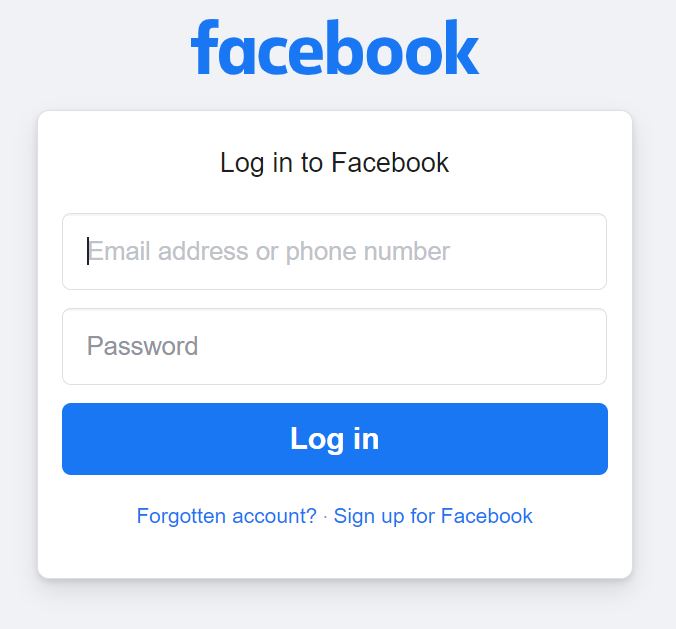 facebook
Log in to Facebook
Email address or phone number
Password
Log in
Forgotten account? · Sign up for Facebook